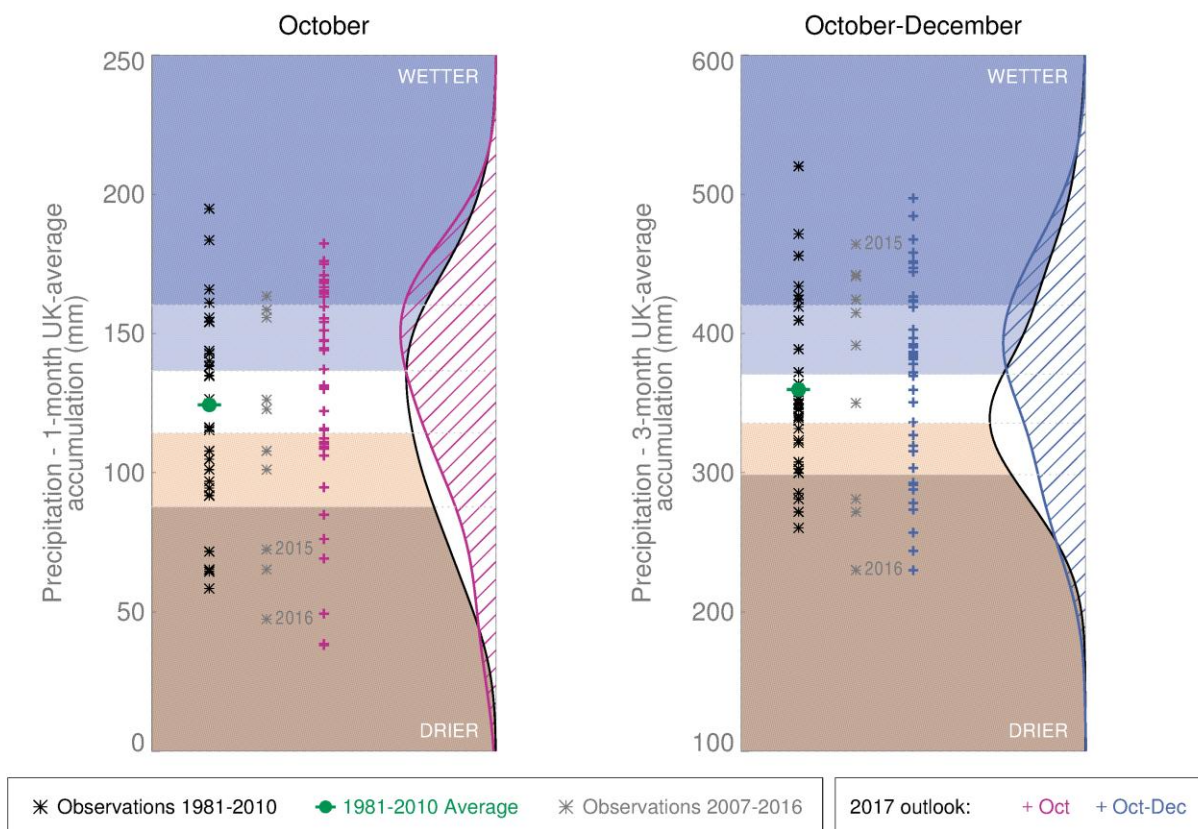 October
October-December
Precipitation - 1-month UK-average
accumulation (mm)
250
200
150
100
50
0
WETTER
2015
2016
DRIER
Precipitation - 3-month UK-average
accumulation (mm)
600
500
400
300
200
100
WETTER
2015
2016
DRIER
Observations 1981-2010
1981-2010 Average
Observations 2007-2016
2017 outlook:
+ Oct
+ Oct-Dec